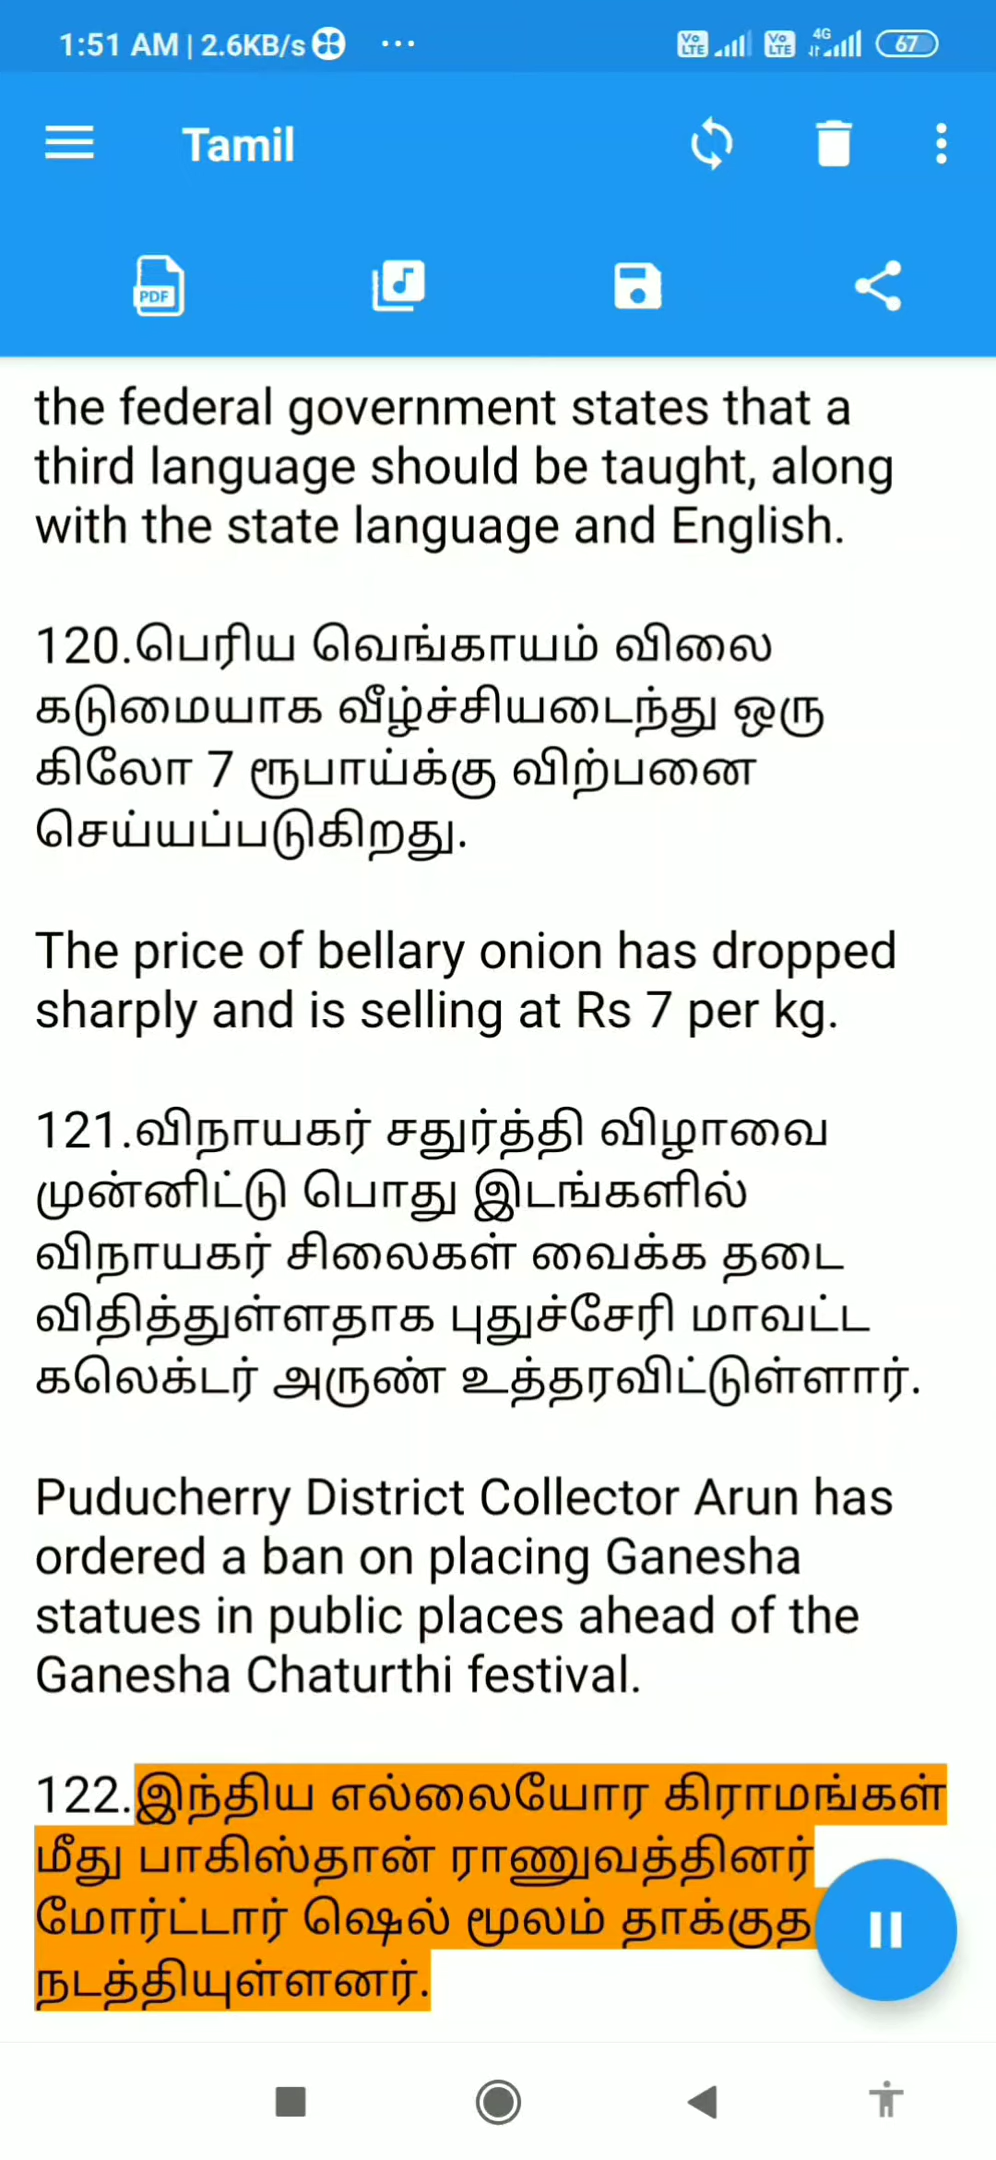 1:51 AM | 2.6KB/s ...
Vo LTE Vo LTE 4G 67
Tamil
PDF
the federal government states that a
third language should be taught, along
with the state language and English.
120.பெரிய வெங்காயம் விலை
கடுமையாக வீழ்ச்சியடைந்து ஒரு
கிலோ 7 ரூபாய்க்கு விற்பனை
செய்யப்படுகிறது.
The price of bellary onion has dropped
sharply and is selling at Rs 7 per kg.
121.விநாயகர் சதுர்த்தி விழாவை
முன்னிட்டு பொது இடங்களில்
விநாயகர் சிலைகள் வைக்க தடை
விதித்துள்ளதாக புதுச்சேரி மாவட்ட
கலெக்டர் அருண் உத்தரவிட்டுள்ளார்.
Puducherry District Collector Arun has
ordered a ban on placing Ganesha
statues in public places ahead of the
Ganesha Chaturthi festival.
122.இந்திய எல்லையோர கிராமங்கள்
மீது பாகிஸ்தான் ராணுவத்தினர்
மோர்ட்டார் ஷெல் மூலம்
நடத்தியுள்ளனர்.